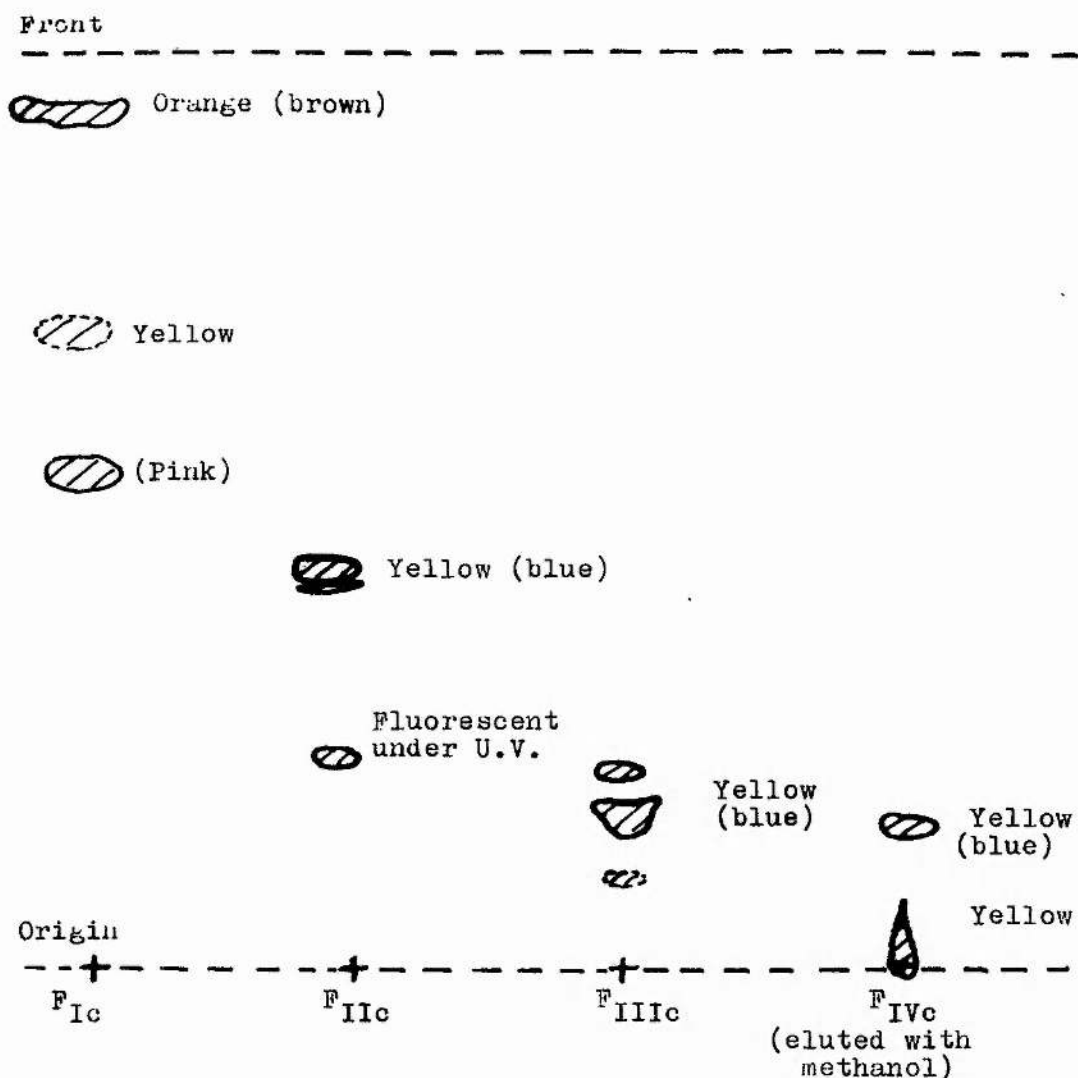 Front
Orange (brown)
Yellow
(Pink)
Yellow (blue)
Fluorescent
under U.V.
Yellow
(blue)
Yellow
(blue)
Yellow
Origin
FIc
FIIc
FIIIc
FIVc
(eluted with
methanol)